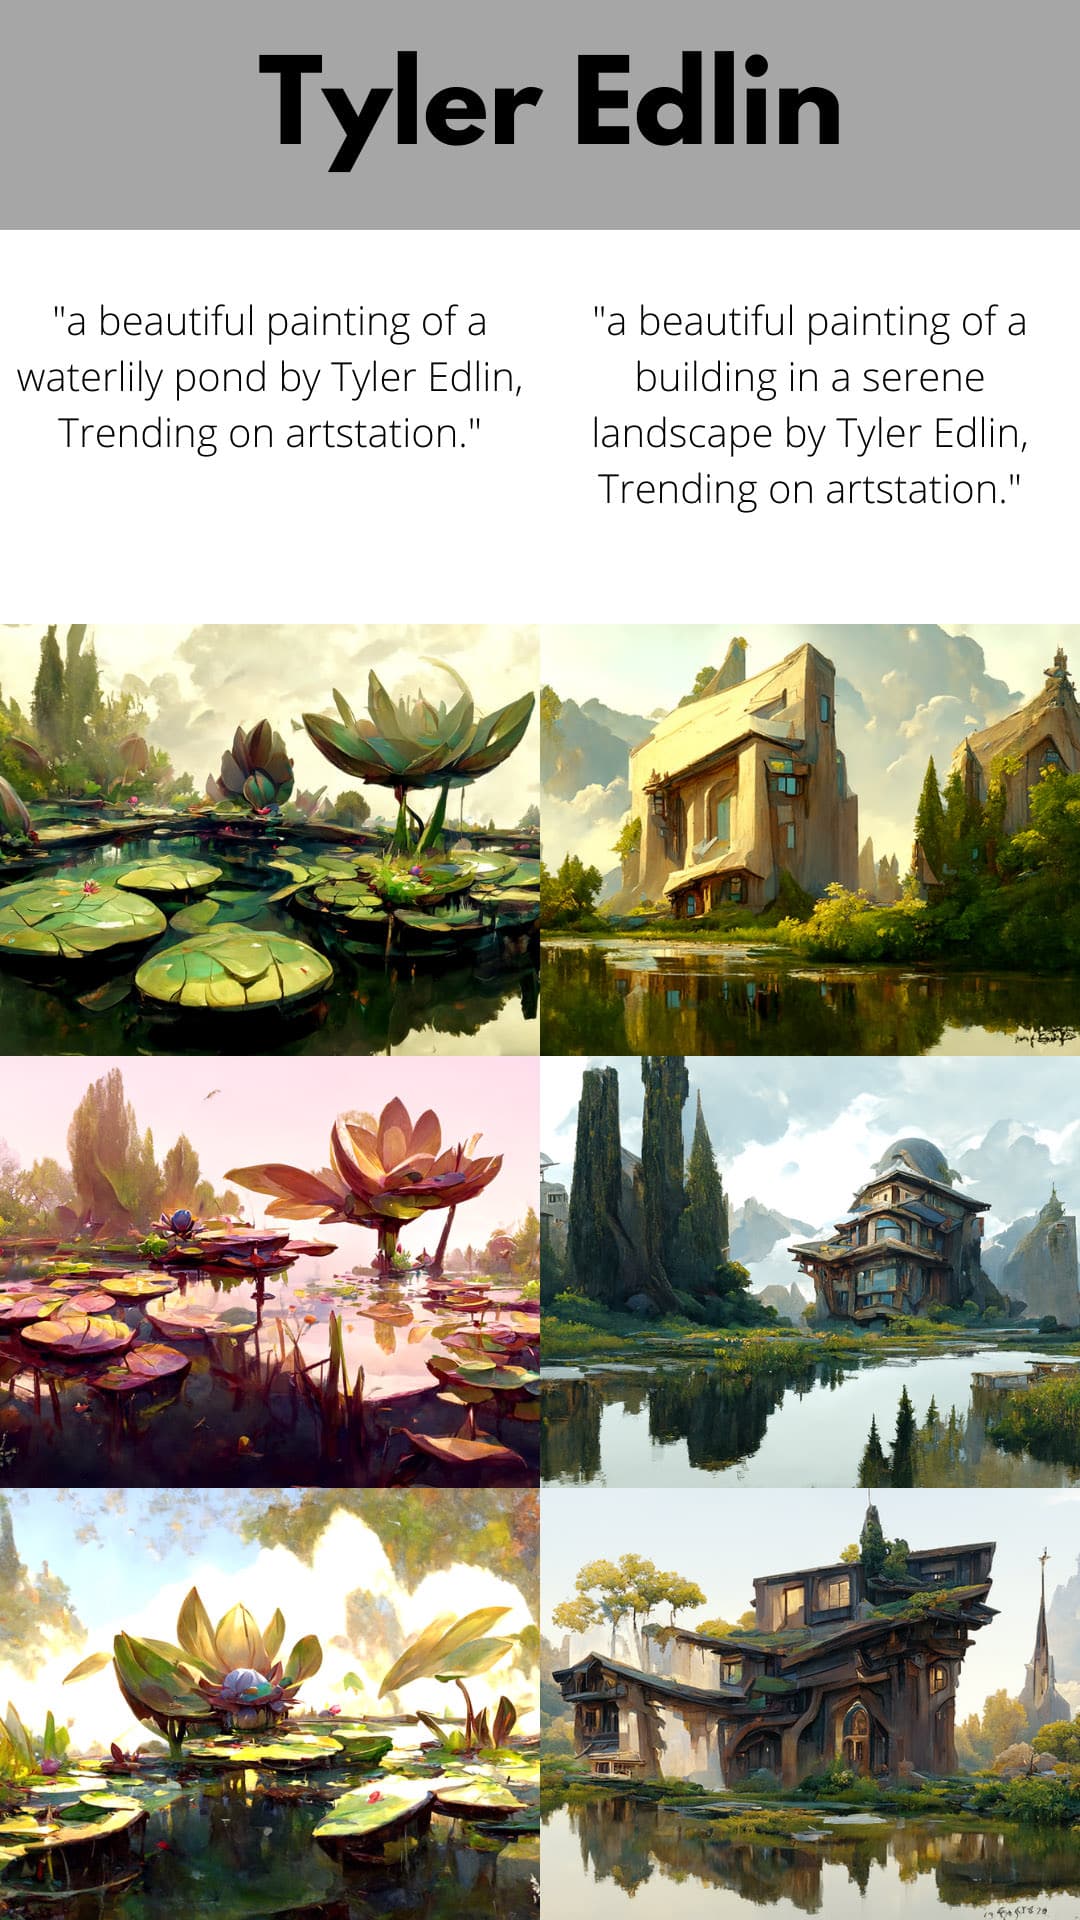 Tyler Edlin
"a beautiful painting of a
waterlily pond by Tyler Edlin,
Trending on artstation."
"a beautiful painting of a
building in a serene
landscape by Tyler Edlin,
Trending on artstation."